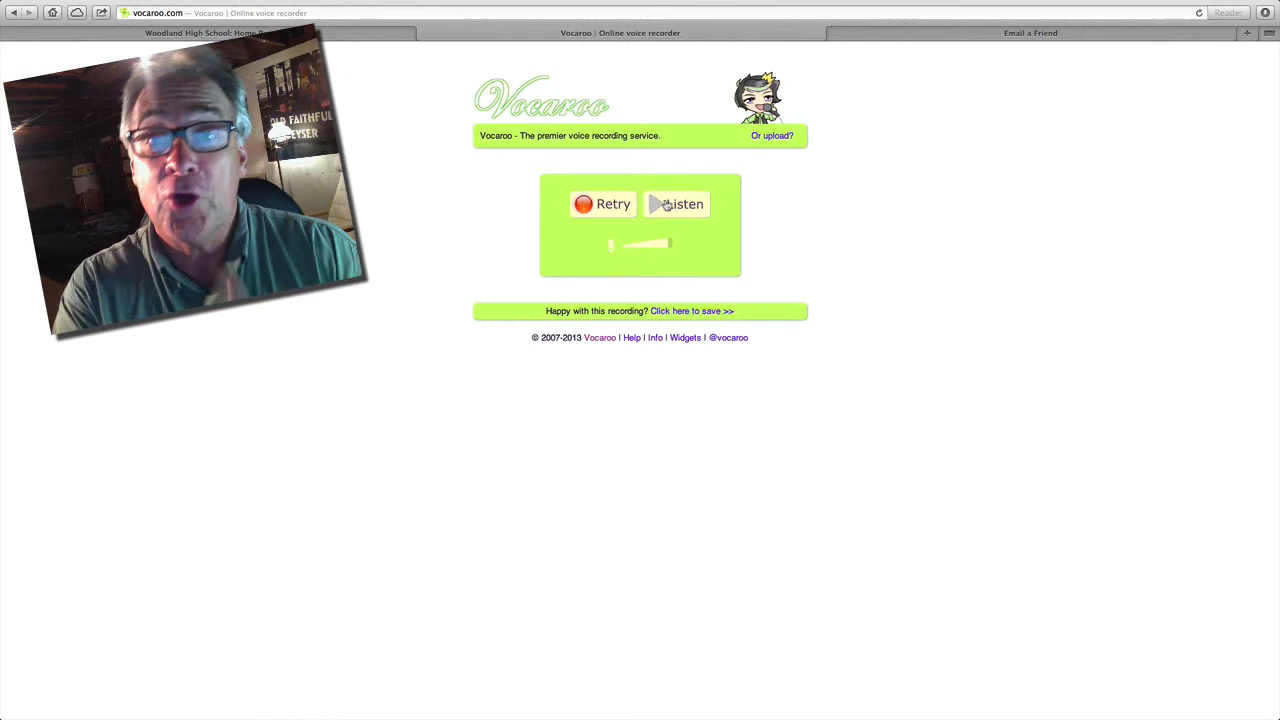 vocaroo.com — Vocaroo | Online voice recorder
Reader
Woodland High School: Home
Vocaroo | Online voice recorder
Email a Friend
OLD FAITHFUL
GEYSER
Vocaroo
Vocaroo - The premier voice recording service.
Or upload?
Retry
Listen
Happy with this recording? Click here to save >>
© 2007-2013 Vocaroo | Help | Info | Widgets | @vocaroo